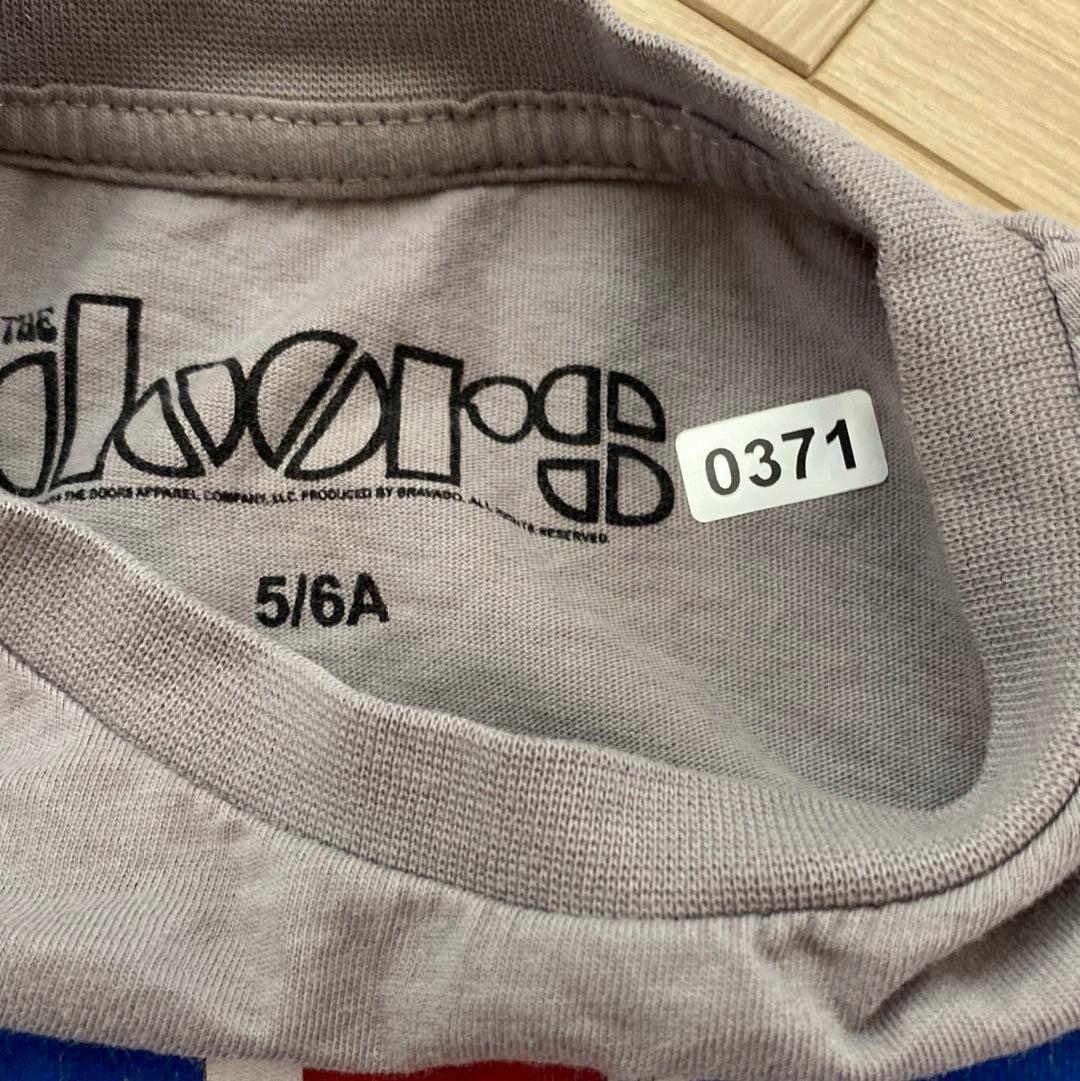 THE
doors
0371
THE DOORS APPAREL COMPANY, LLC. PRODUCED BY BRAVADO. ALL RIGHTS RESERVED.
5/6A